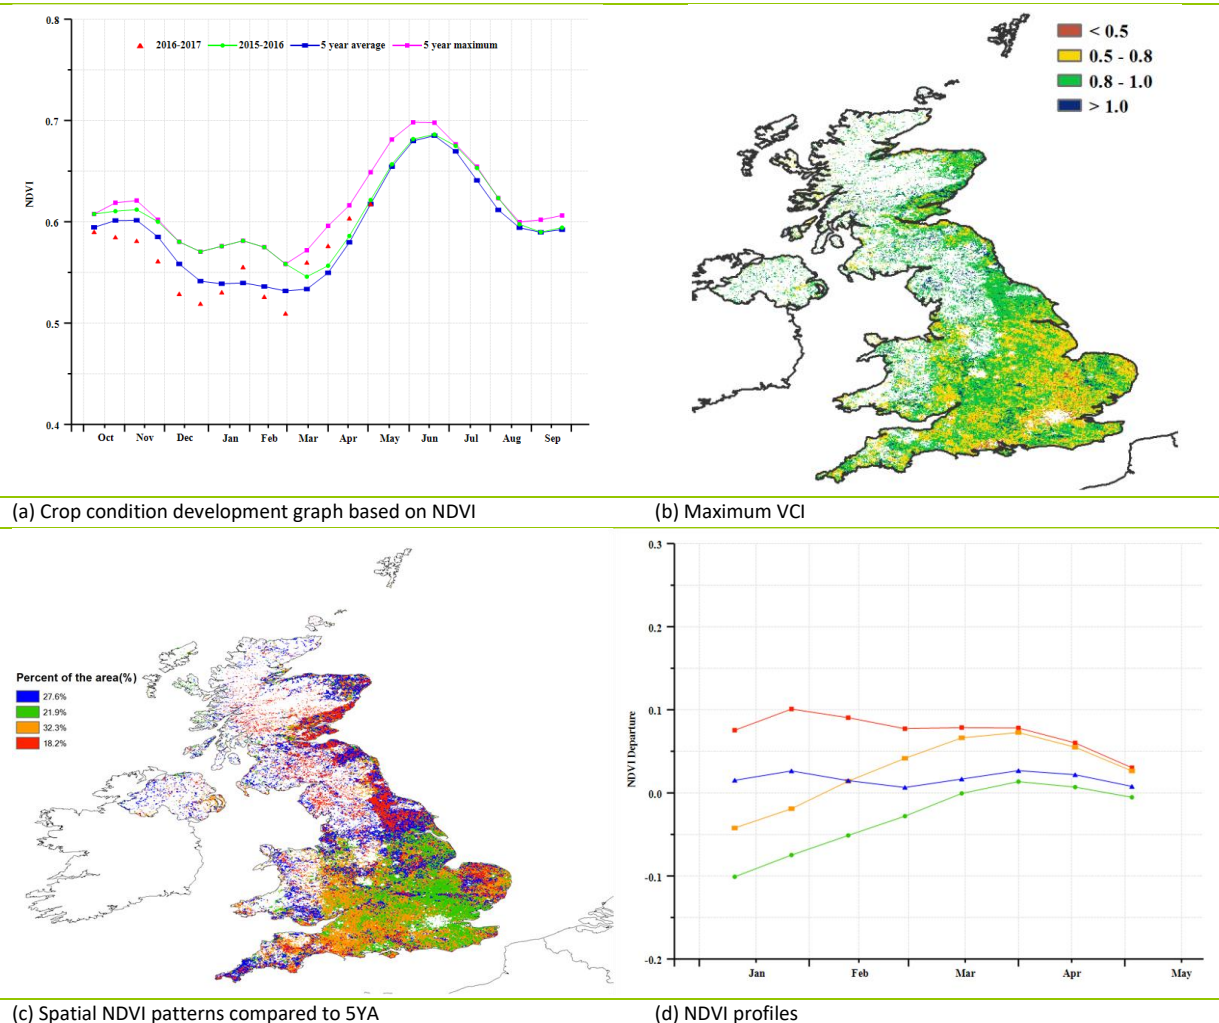 0.8
0.7
0.6
0.5
0.4
NDVI
2016-2017 2015-2016 5 year average 5 year maximum
Oct Nov Dec Jan Feb Mar Apr May Jun Jul Aug Sep
< 0.5
0.5 - 0.8
0.8 - 1.0
> 1.0
(a) Crop condition development graph based on NDVI
(b) Maximum VCI
Percent of the area(%)
27.6%
21.9%
32.3%
18.2%
0.3
0.2
0.1
0.0
-0.1
-0.2
NDVI Departure
Jan Feb Mar Apr May
(c) Spatial NDVI patterns compared to 5YA
(d) NDVI profiles